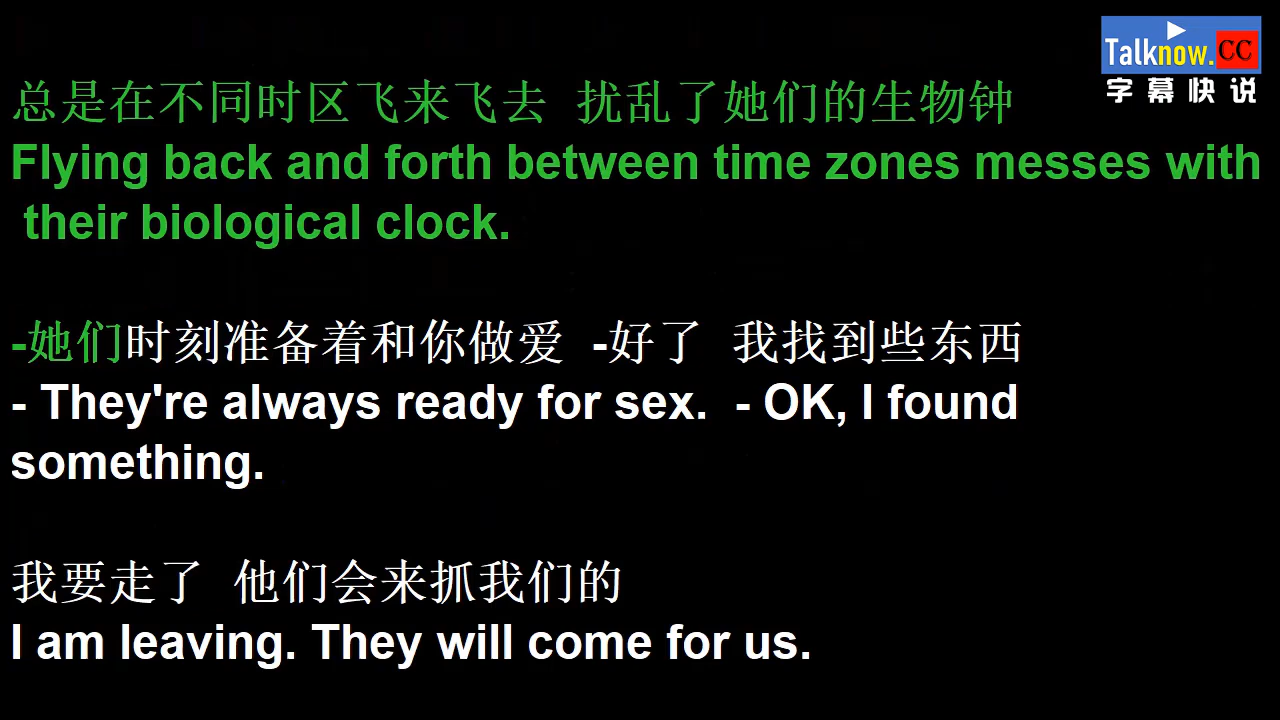 Talknow.CC
字幕快说
总是在不同时区飞来飞去 扰乱了她们的生物钟
Flying back and forth between time zones messes with
their biological clock.
-她们时刻准备着和你做爱 -好了 我找到些东西
- They're always ready for sex. - OK, I found
something.
我要走了 他们会来抓我们的
I am leaving. They will come for us.